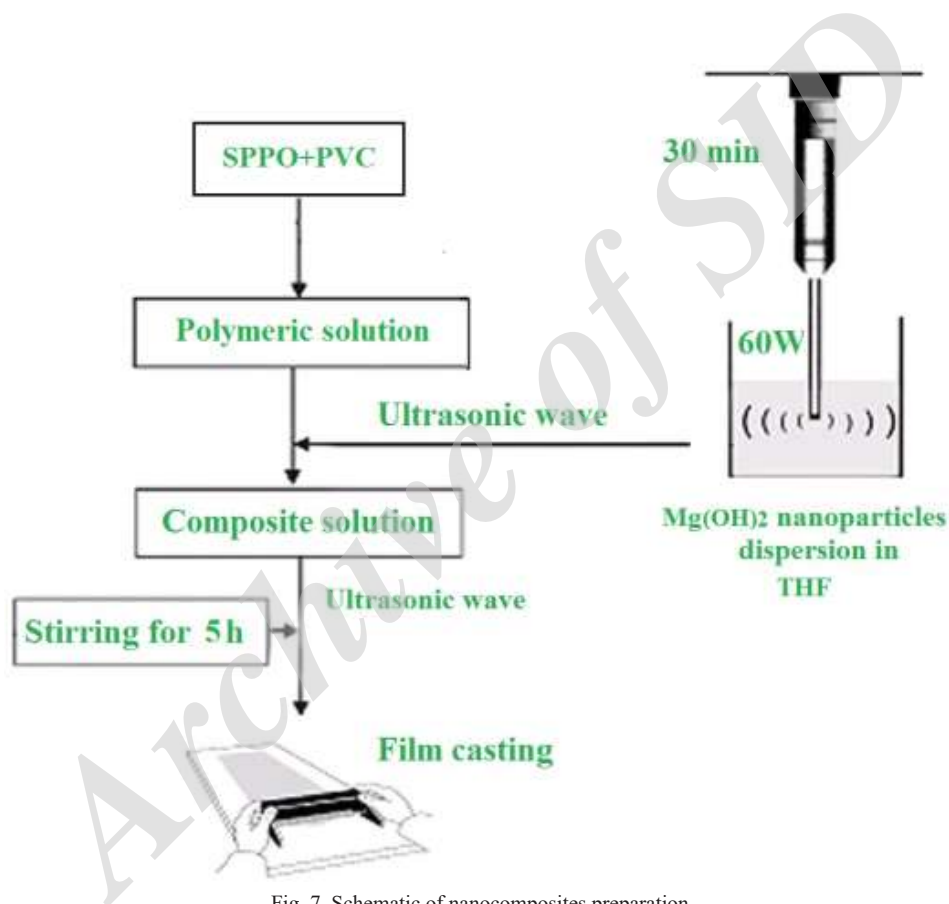 SPPO+PVC
30 min
Polymeric solution
60W
Ultrasonic wave
Composite solution
Mg(OH)2 nanoparticles
dispersion in
THF
Ultrasonic wave
Stirring for 5h
Film casting
Archive of SID
Fig. 7. Schematic of nanocomposites preparation